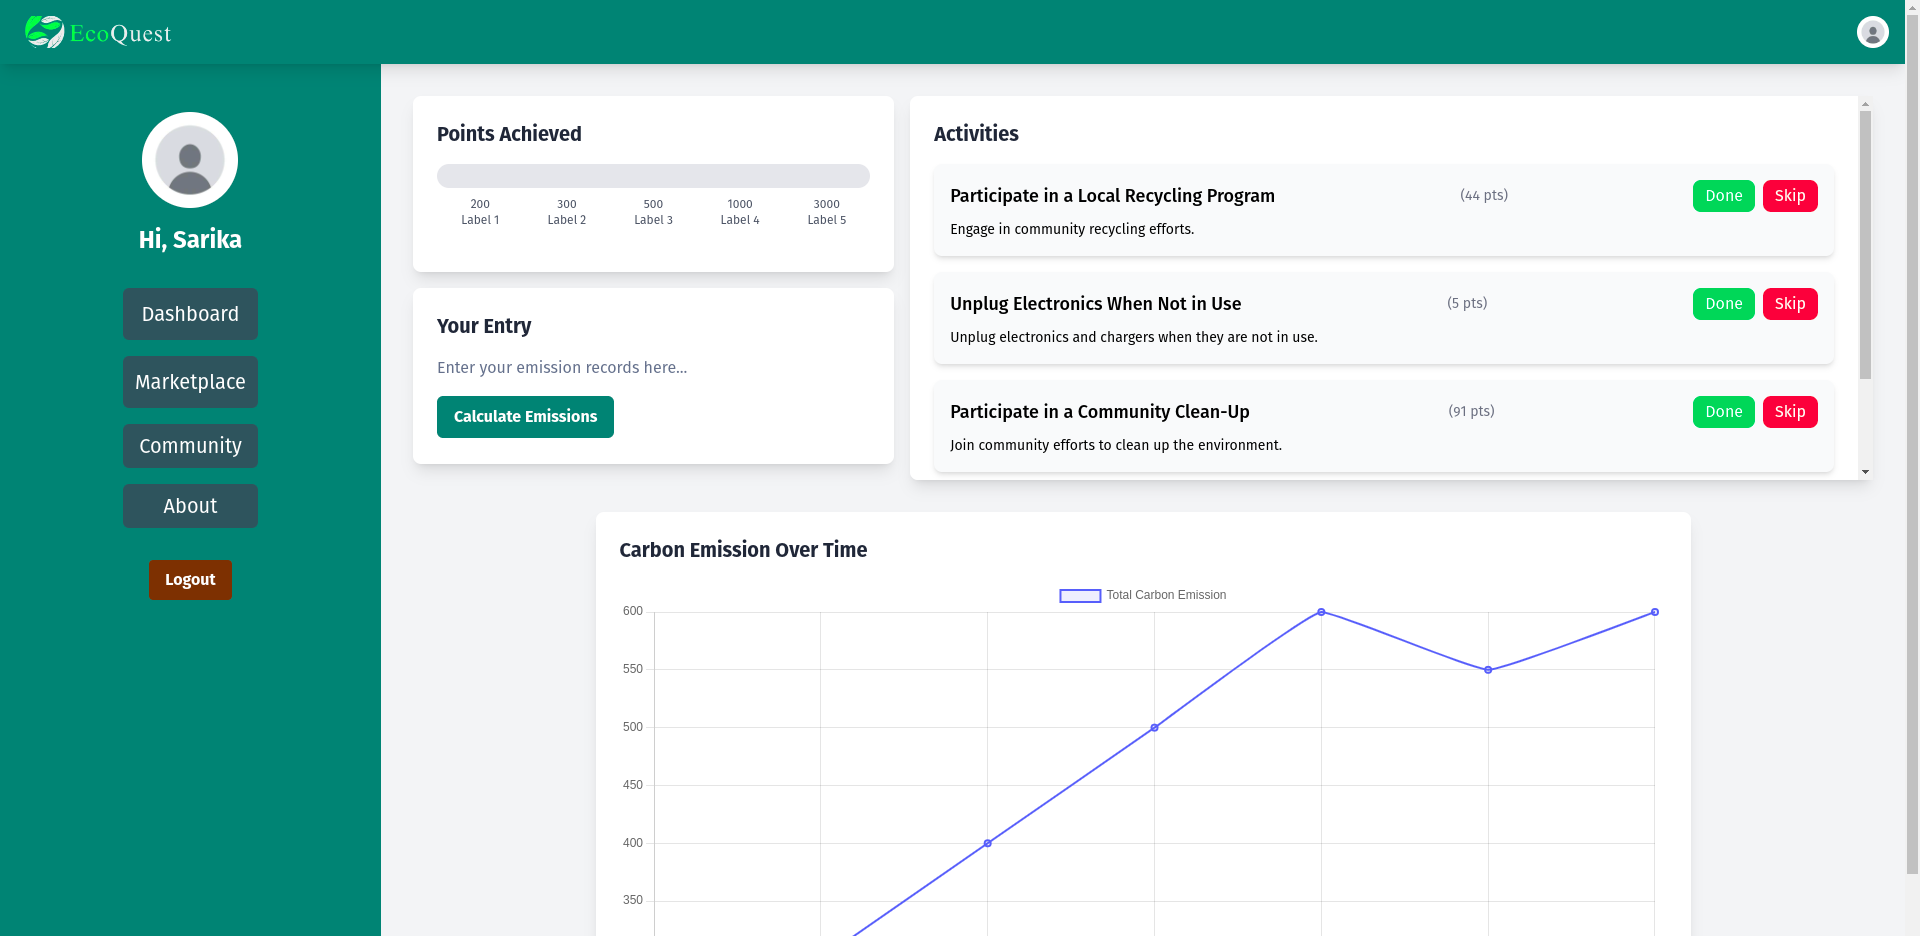 EcoQuest
Hi, Sarika
Dashboard
Marketplace
Community
About
Logout
Points Achieved
200 300 500 1000 3000
Label 1 Label 2 Label 3 Label 4 Label 5
Your Entry
Enter your emission records here...
Calculate Emissions
Activities
Participate in a Local Recycling Program (44 pts) Done Skip
Engage in community recycling efforts.
Unplug Electronics When Not in Use (5 pts) Done Skip
Unplug electronics and chargers when they are not in use.
Participate in a Community Clean-Up (91 pts) Done Skip
Join community efforts to clean up the environment.
Carbon Emission Over Time
Total Carbon Emission
600
550
500
450
400
350